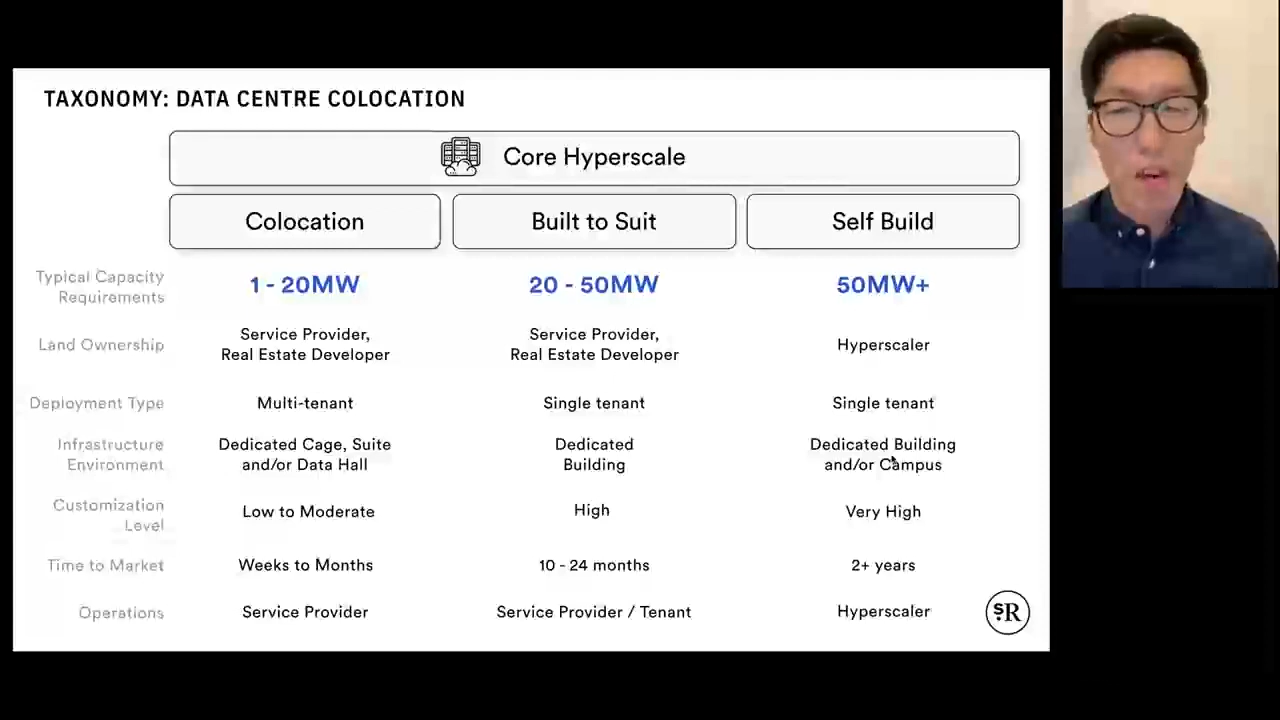 TAXONOMY: DATA CENTRE COLOCATION
Core Hyperscale
Colocation
Built to Suit
Self Build
Typical Capacity
Requirements
1 - 20MW
20 - 50MW
50MW+
Land Ownership
Service Provider,
Real Estate Developer
Service Provider,
Real Estate Developer
Hyperscaler
Deployment Type
Multi-tenant
Single tenant
Single tenant
Infrastructure
Environment
Dedicated Cage, Suite
and/or Data Hall
Dedicated
Building
Dedicated Building
and/or Campus
Customization
Level
Low to Moderate
High
Very High
Time to Market
Weeks to Months
10 - 24 months
2+ years
Operations
Service Provider
Service Provider / Tenant
Hyperscaler
SR